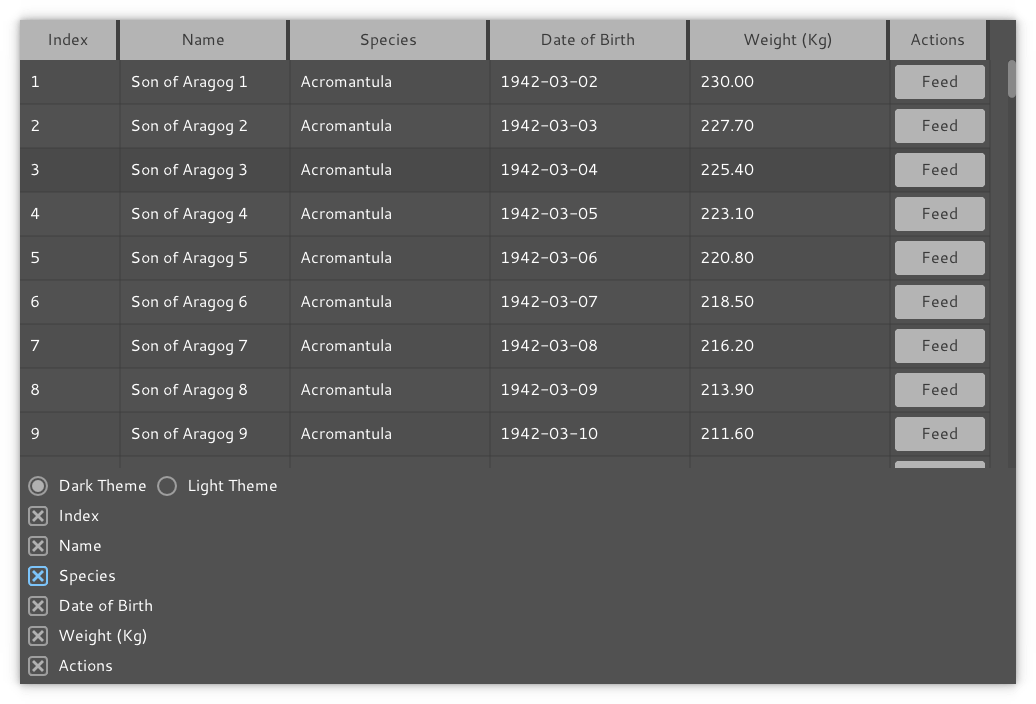 Index Name Species Date of Birth Weight (Kg) Actions
1 Son of Aragog 1 Acromantula 1942-03-02 230.00 Feed
2 Son of Aragog 2 Acromantula 1942-03-03 227.70 Feed
3 Son of Aragog 3 Acromantula 1942-03-04 225.40 Feed
4 Son of Aragog 4 Acromantula 1942-03-05 223.10 Feed
5 Son of Aragog 5 Acromantula 1942-03-06 220.80 Feed
6 Son of Aragog 6 Acromantula 1942-03-07 218.50 Feed
7 Son of Aragog 7 Acromantula 1942-03-08 216.20 Feed
8 Son of Aragog 8 Acromantula 1942-03-09 213.90 Feed
9 Son of Aragog 9 Acromantula 1942-03-10 211.60 Feed
Dark Theme Light Theme
Index
Name
Species
Date of Birth
Weight (Kg)
Actions